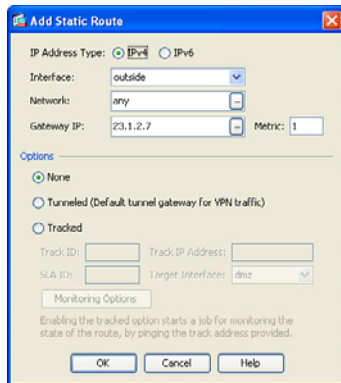 Add Static Route
IP Address Type: IPv4 IPv6
Interface: outside
Network: any
Gateway IP: 23.1.2.7 Metric: 1
Options
None
Tunneled (Default tunnel gateway for VPN traffic)
Tracked
Track ID: Track IP Address:
SLA ID: Target Interface: dmz
Monitoring Options
Enabling the tracked option starts a job for monitoring the
state of the route, by pinging the track address provided.
OK Cancel Help